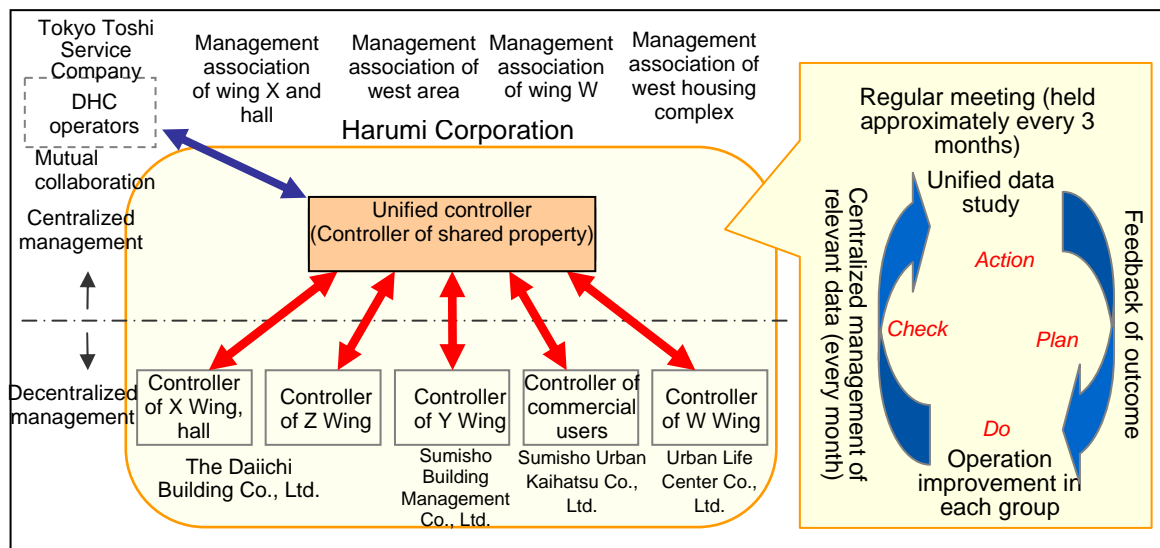 Tokyo Toshi
Service
Company
DHC
operators
Mutual
collaboration
Centralized
management
Decentralized
management
Management
association
of wing X and
hall
Management
association of
west area
Management
association
of wing W
Management
association of
west housing
complex
Harumi Corporation
Unified controller
(Controller of shared property)
Controller
of X Wing,
hall
Controller
of Z Wing
Controller
of Y Wing
Controller of
commercial
users
Controller
of W Wing
The Daiichi
Building Co., Ltd.
Sumisho
Building
Management
Co., Ltd.
Sumisho Urban
Kaihatsu Co.,
Ltd.
Urban Life
Center Co.,
Ltd.
Regular meeting (held
approximately every 3
months)
Unified data
study
Centralized management of
relevant data (every month)
Feedback of outcome
Action
Check
Plan
Do
Operation
improvement in
each group